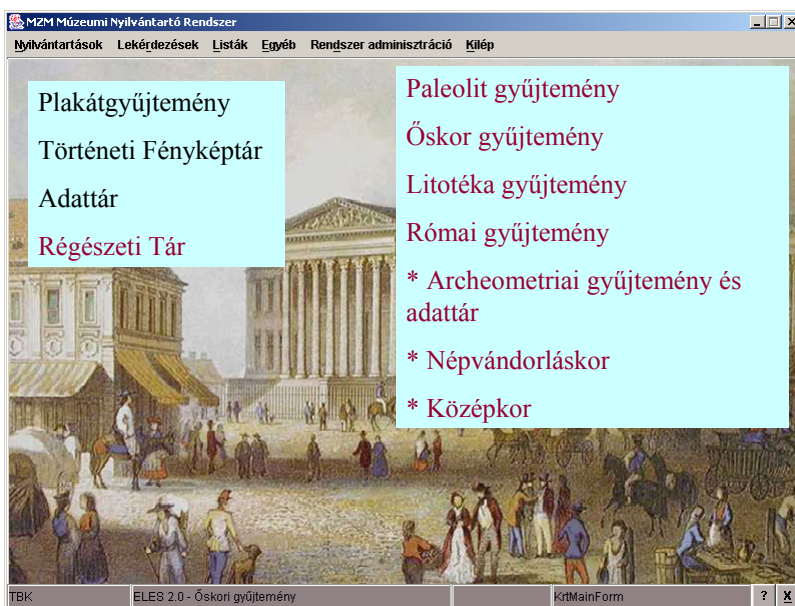 MZM Múzeumi Nyilvántartó Rendszer
Nyilvántartások Lekérdezések Listák Egyéb Rendszer adminisztráció Kilép
Plakátgyűjtemény
Történeti Fényképtár
Adattár
Régészeti Tár
Paleolit gyűjtemény
Őskor gyűjtemény
Litotéka gyűjtemény
Római gyűjtemény
* Archeometriai gyűjtemény és
adattár
* Népvándorláskor
* Középkor
TBK ELES 2.0 - Őskori gyűjtemény KrtMainForm ? X